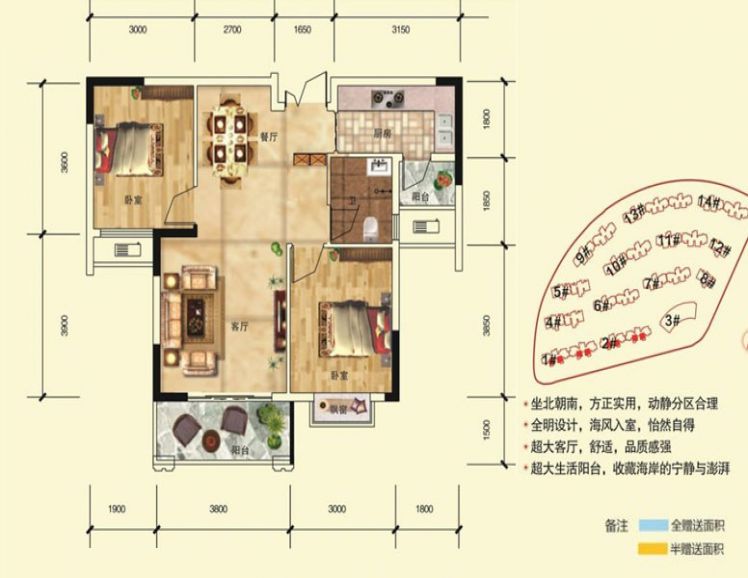 3000
2700
1650
3150
3600
3900
1800
1850
3850
1500
餐厅
厨房
卧室
卫
阳台
客厅
卧室
飘窗
阳台
1900
3800
3000
1800
14#
13#
9#
11#
12#
10#
5#
7#
8#
6#
4#
3#
1#
2#
坐北朝南，方正实用，动静分区合理
全明设计，海风入室，怡然自得
超大客厅，舒适，品质感强
超大生活阳台，收藏海岸的宁静与澎湃
备注 全赠送面积
半赠送面积